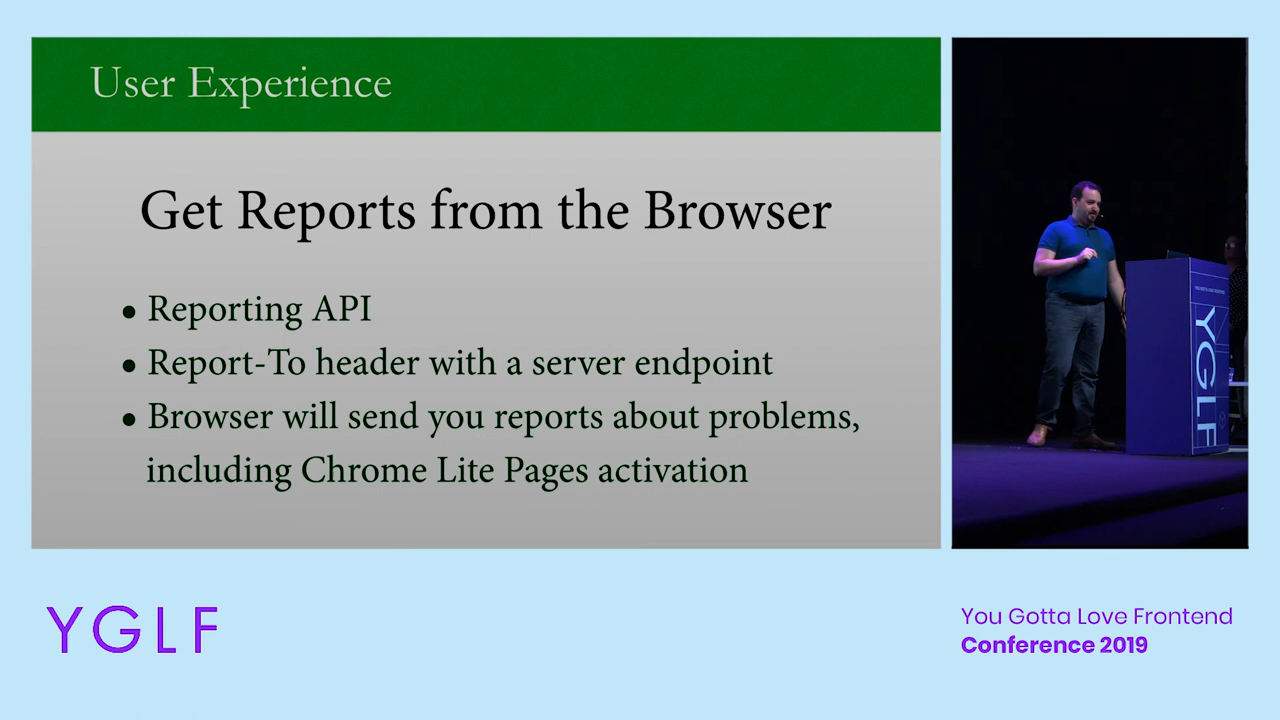 User Experience
Get Reports from the Browser
• Reporting API
• Report-To header with a server endpoint
• Browser will send you reports about problems,
including Chrome Lite Pages activation
YGLF
YGLF
You Gotta Love Frontend
Conference 2019